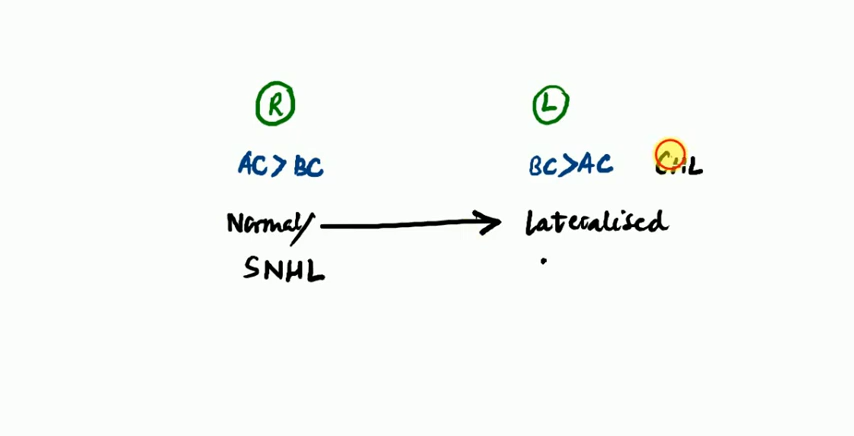 R L
AC > BC BC > AC CHL
Normal/ → Lateralised
SNHL